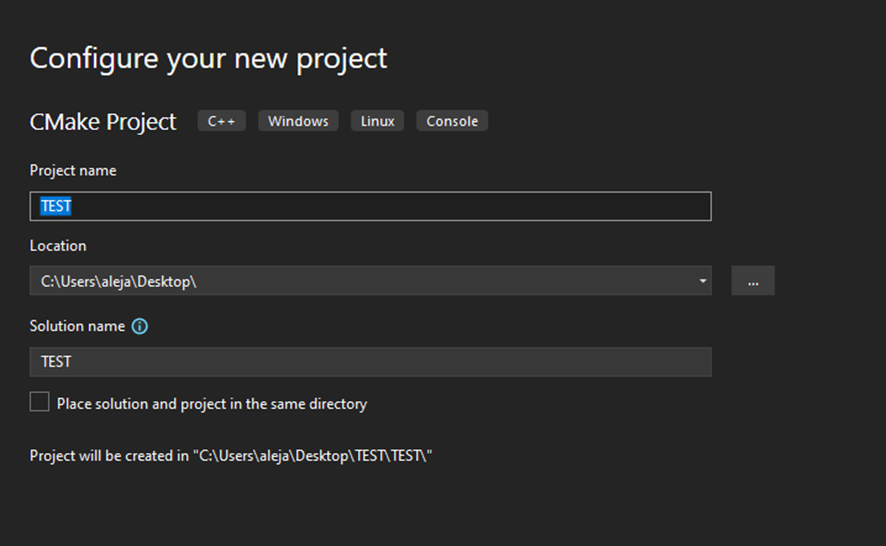 Configure your new project
CMake Project C++ Windows Linux Console
Project name
TEST
Location
C:\Users\aleja\Desktop\
...
Solution name
TEST
Place solution and project in the same directory
Project will be created in "C:\Users\aleja\Desktop\TEST\TEST\"